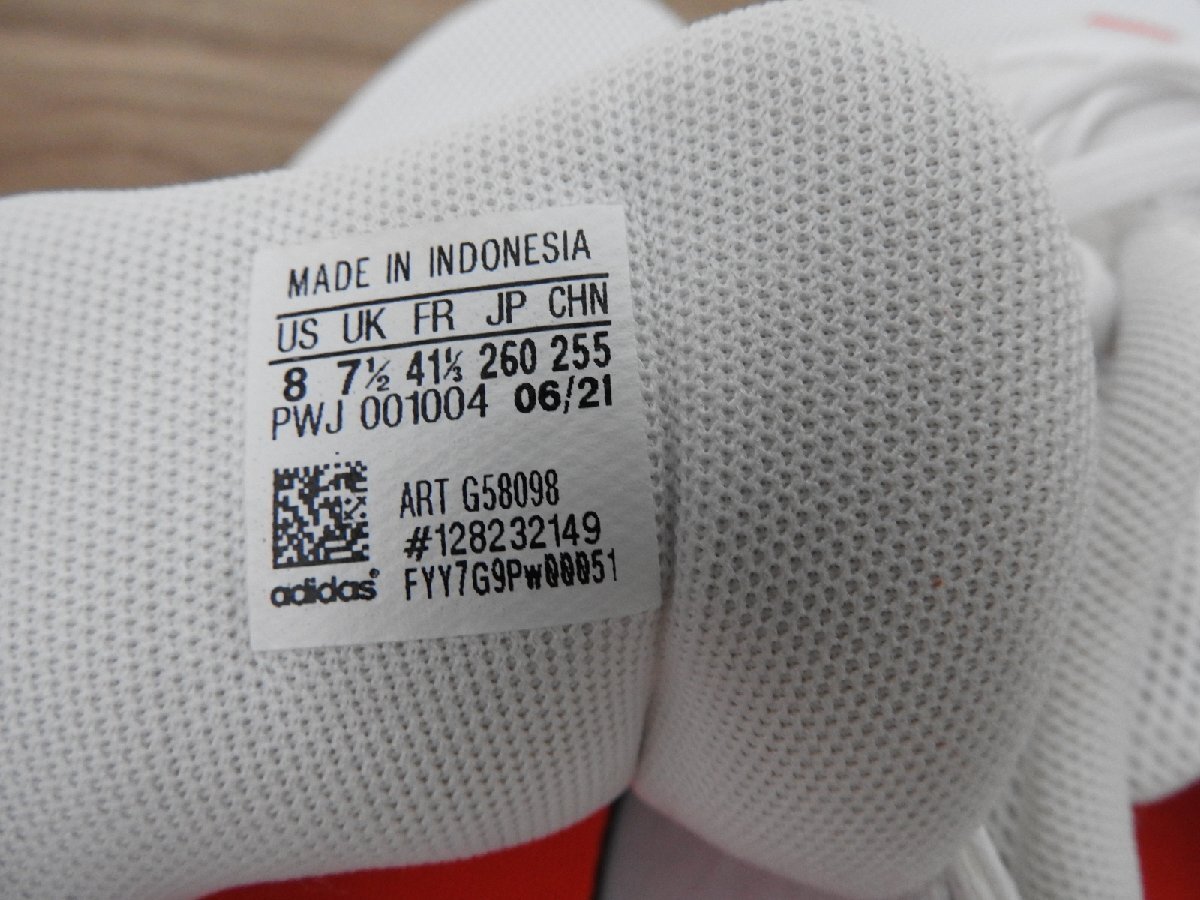 MADE IN INDONESIA
US UK FR JP CHN
8 7½ 41⅓ 260 255
PWJ 001004 06/21
ART G58098
#128232149
adidas® FYY7G9Pw00051